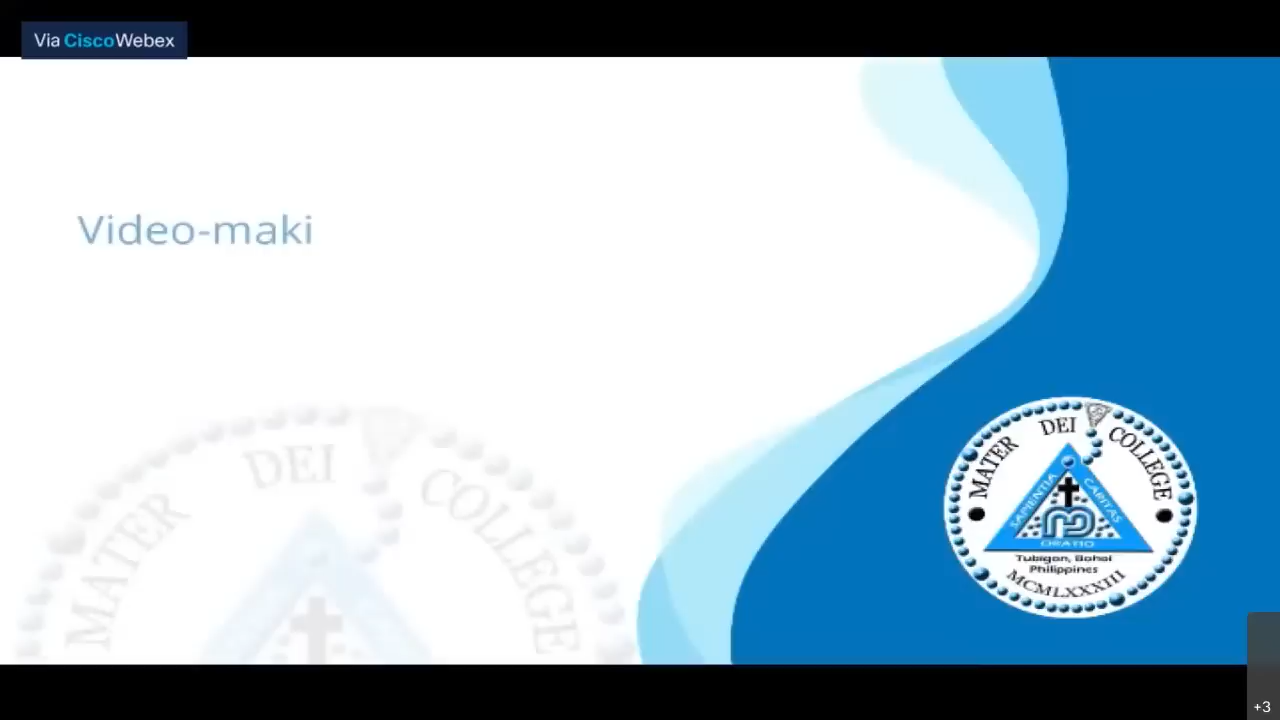 Via CiscoWebex
Video-maki
MATER DEI COLLEGE
MATER DEI COLLEGE
SAPIENTIA CARITAS
ORATIO
Tubigon, Bohol
Philippines
MCMLXXXIII
+3